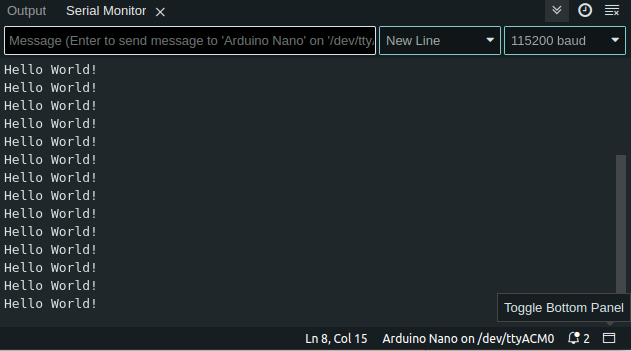 Output Serial Monitor
Message (Enter to send message to 'Arduino Nano' on '/dev/tty New Line 115200 baud
Hello World!
Hello World!
Hello World!
Hello World!
Hello World!
Hello World!
Hello World!
Hello World!
Hello World!
Hello World!
Hello World!
Hello World!
Hello World!
Hello World!
Toggle Bottom Panel
Ln 8, Col 15 Arduino Nano on /dev/ttyACM0 2